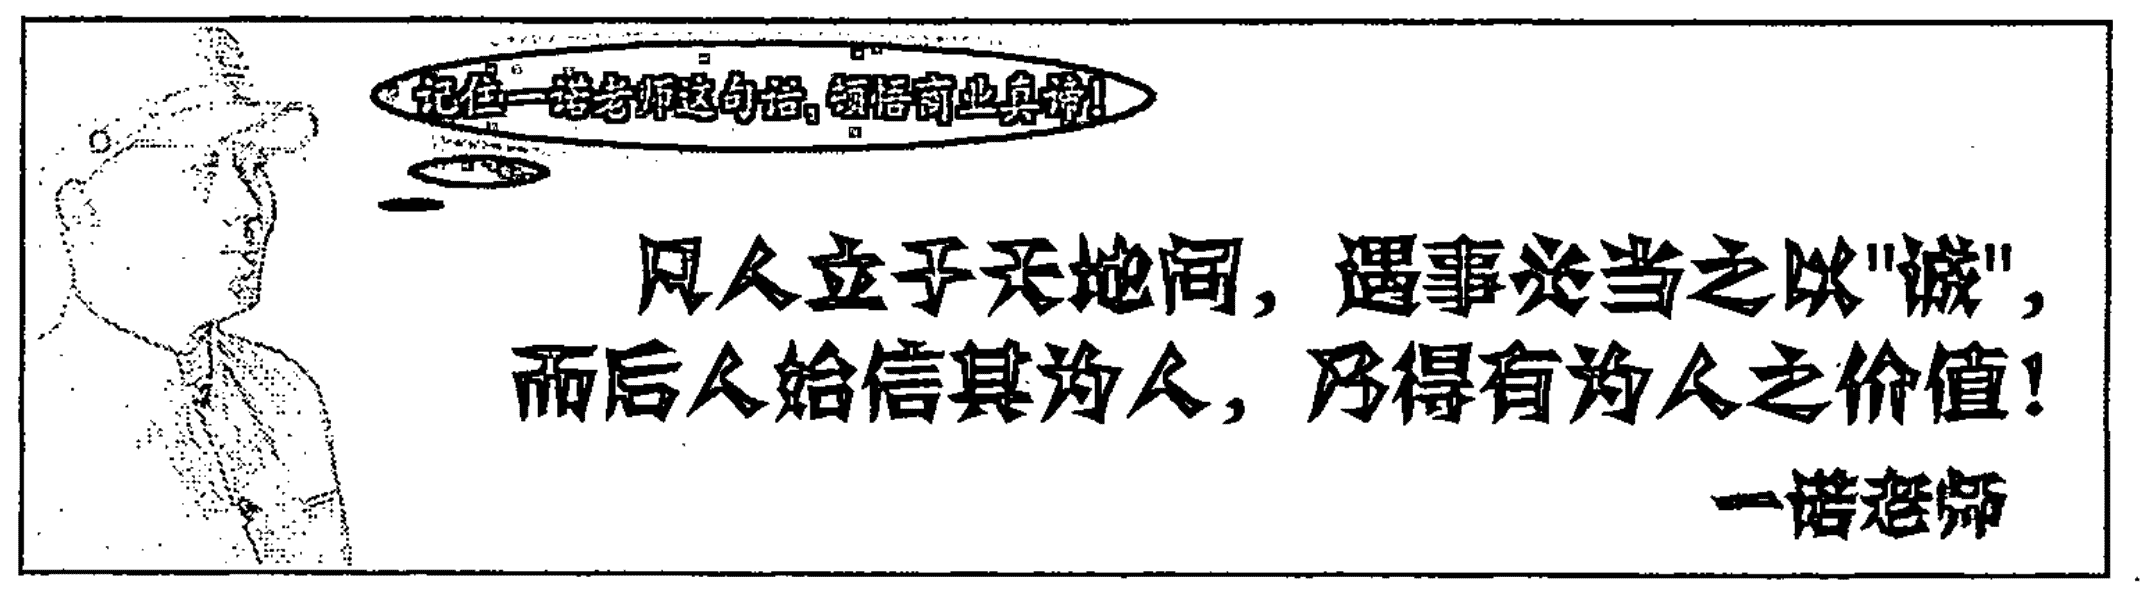 记住一诺老师这句话,领悟商业真谛!
只人立于天地间，遇事必当之以"诚"，
而后人始信其为人，乃得有为人之价值！
一诺老师